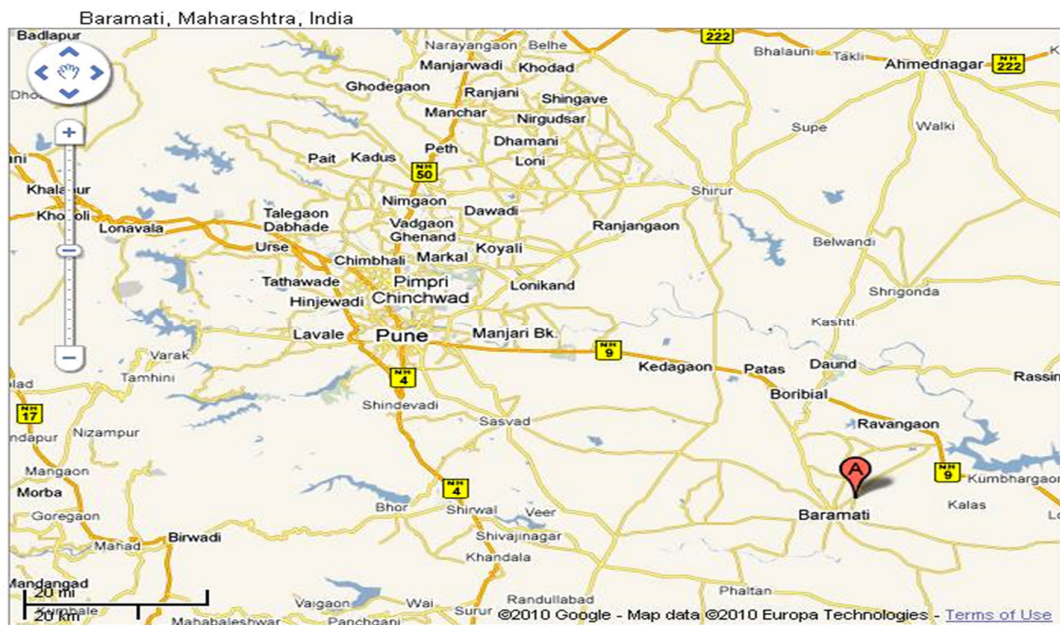 Baramati, Maharashtra, India
Badlapur
Narayangaon Belhe
NH 222
Bhalauni Takli
Ahmednagar
NH 222
Manjarwadi Khodad
Ghodegaon
Ranjani
Shingave
Manchar
Nirgudsar
Supe
Walki
Dhamani
Peth
Loni
Pait Kadus
NH 50
Khalapur
Shirur
Nimgaon
Dawadi
Khopoli
Lonavala
Talegaon
Dabhade
Vadgaon
Ghenand
Ranjangaon
Belwandi
Urse
Chimbhali
Markal
Koyali
Tathawade
Pimpri
Chinchwad
Lonikand
Shrigonda
Hinjewadi
Kashti
Lavale
Pune
Manjari Bk.
NH 9
Varak
Tamhini
Kedagaon
Patas
Daund
Rassin
NH 4
Boribial
NH 17
Shindevadi
Sasvad
Ravangaon
Nizampur
Mangaon
A
NH 9
Kumbhargaon
Morba
NH 4
Bhor
Shirwal
Veer
Baramati
Kalas
Goregaon
Mahad
Birwadi
Shivajinagar
Khandala
Mandangad
20 mi
Phaltan
Kumbale
20 km
Vaigaon
Wai
Surur
Randullabad
Mahabaleshwar
Panchgani
©2010 Google - Map data ©2010 Europa Technologies - Terms of Use